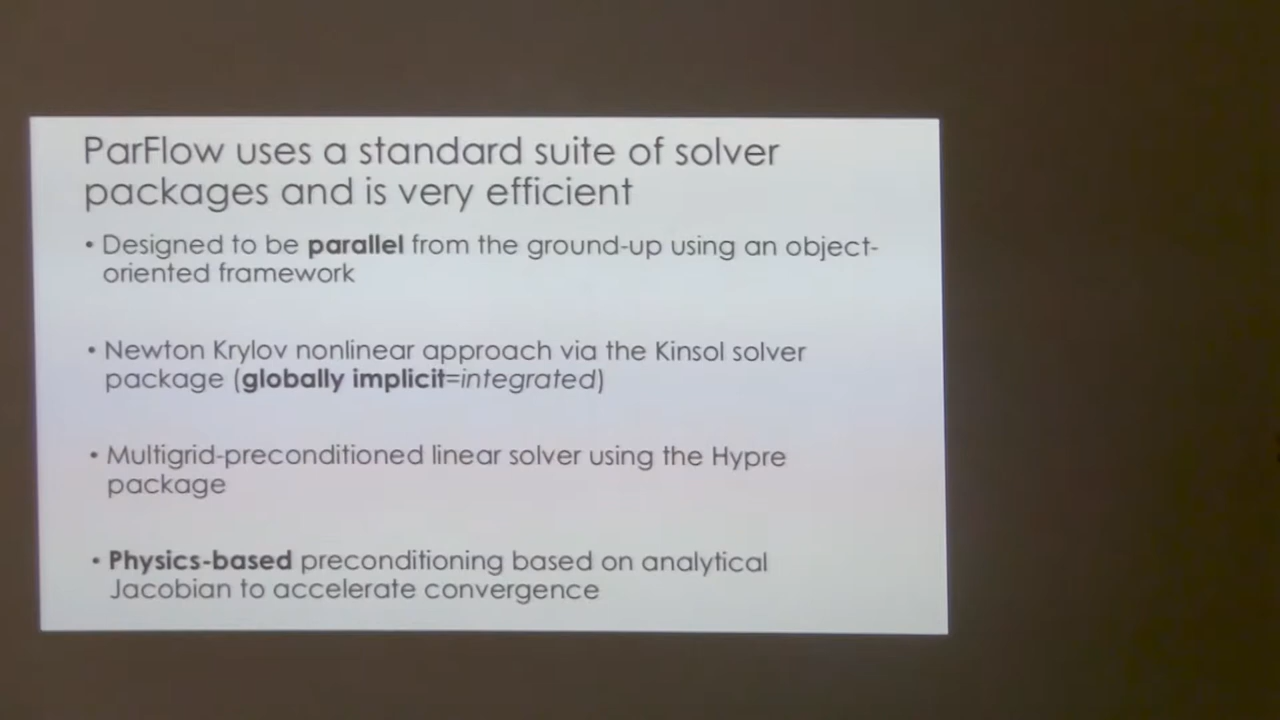 ParFlow uses a standard suite of solver
packages and is very efficient
• Designed to be parallel from the ground-up using an object-
oriented framework
• Newton Krylov nonlinear approach via the Kinsol solver
package (globally implicit=integrated)
• Multigrid-preconditioned linear solver using the Hypre
package
• Physics-based preconditioning based on analytical
Jacobian to accelerate convergence